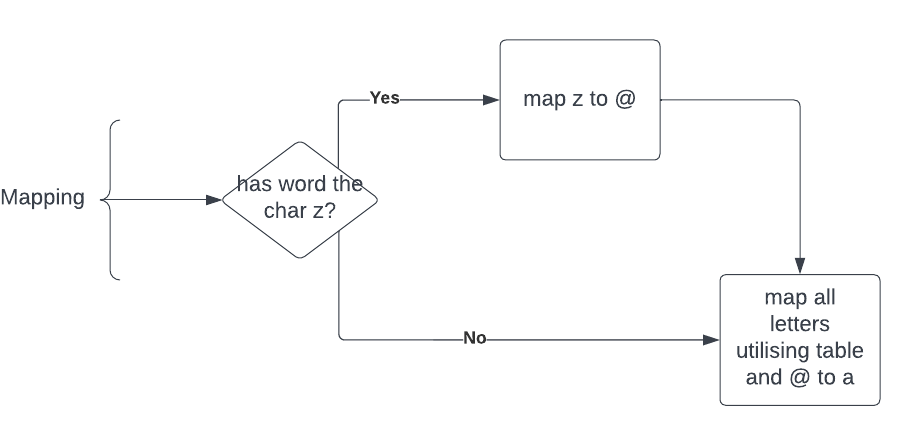 Yes
map z to @
Mapping
has word the
char z?
No
map all
letters
utilising table
and @ to a